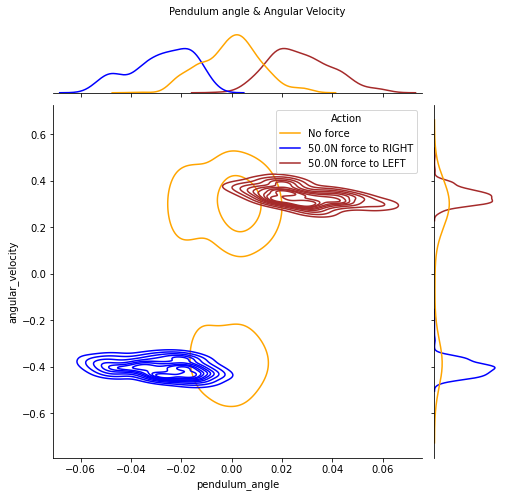 Pendulum angle & Angular Velocity
Action
No force
50.0N force to RIGHT
50.0N force to LEFT
0.6
0.4
0.2
0.0
−0.2
−0.4
−0.6
angular_velocity
−0.06 −0.04 −0.02 0.00 0.02 0.04 0.06
pendulum_angle